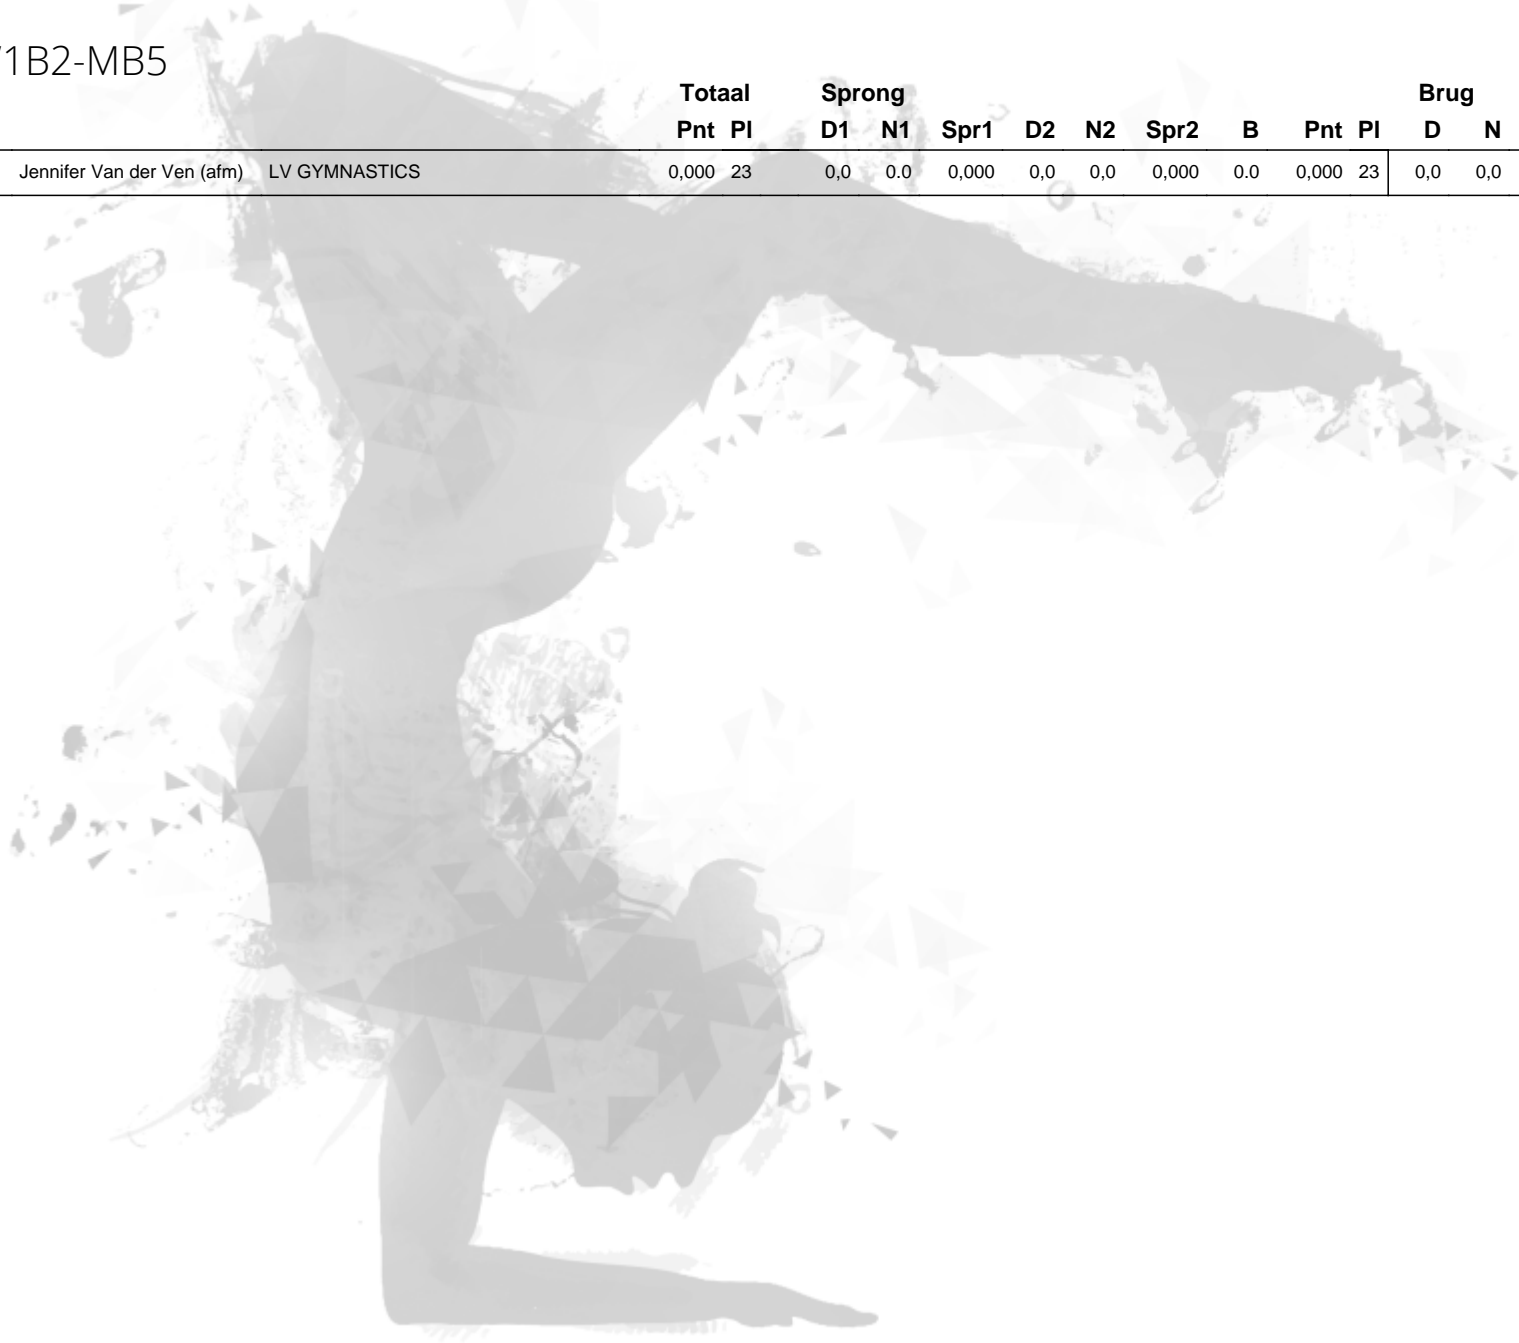 1B2-MB5
Totaal Sprong Brug
Pnt Pl D1 N1 Spr1 D2 N2 Spr2 B Pnt Pl D N
Jennifer Van der Ven (afm) LV GYMNASTICS 0,000 23 0,0 0.0 0,000 0,0 0,0 0,000 0.0 0,000 23 0,0 0,0